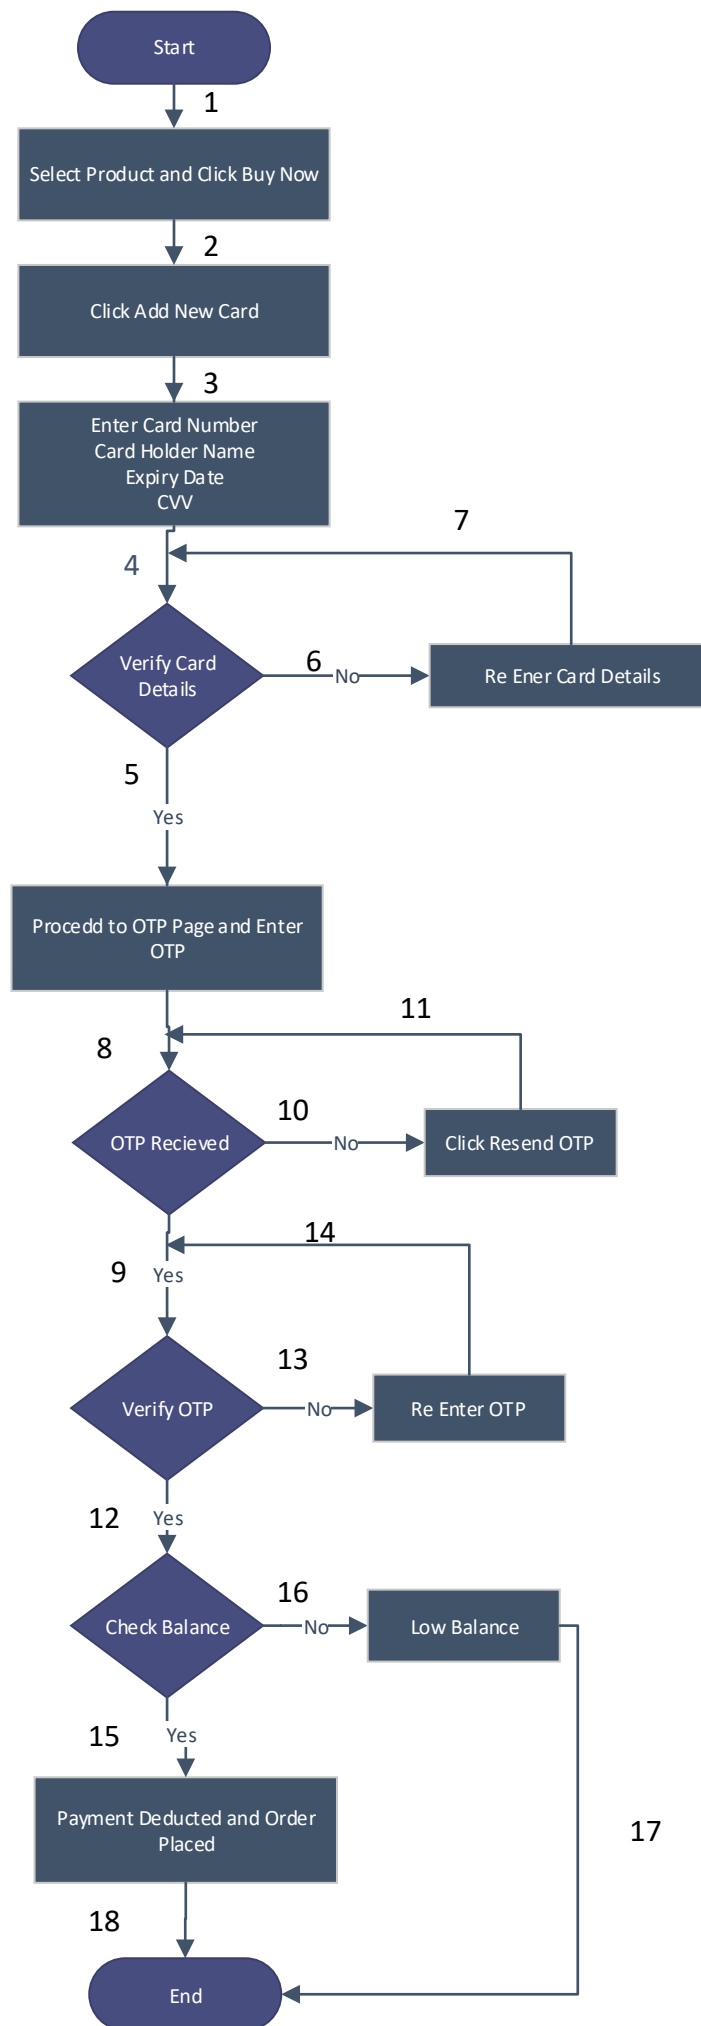 Start
1
Select Product and Click Buy Now
2
Click Add New Card
3
Enter Card Number
Card Holder Name
Expiry Date
CVV
7
4
Verify Card
Details
6
No
Re Ener Card Details
5
Yes
Procedd to OTP Page and Enter
OTP
11
8
10
OTP Recieved
No
Click Resend OTP
14
9
Yes
13
Verify OTP
No
Re Enter OTP
12
Yes
16
Check Balance
No
Low Balance
15
Yes
Payment Deducted and Order
Placed
17
18
End